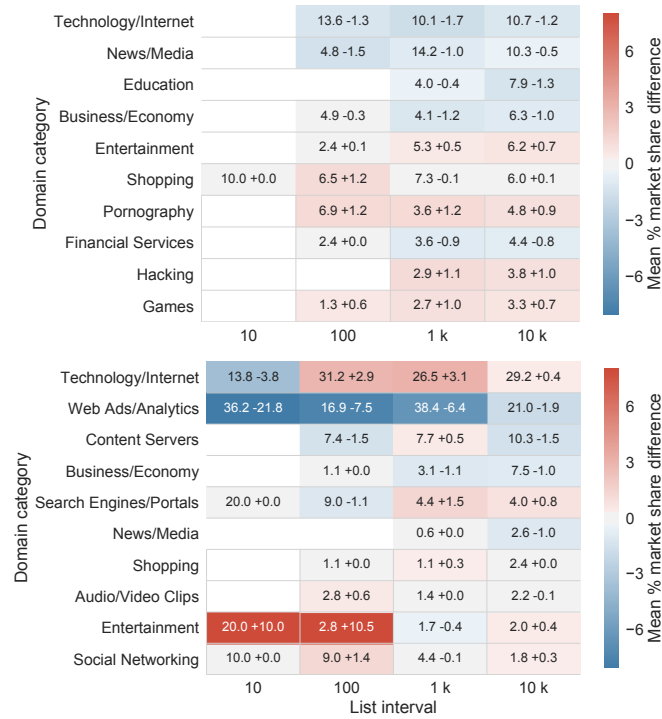 Technology/Internet 13.6 -1.3 10.1 -1.7 10.7 -1.2
News/Media 4.8 -1.5 14.2 -1.0 10.3 -0.5
Education 4.0 -0.4 7.9 -1.3
Business/Economy 4.9 -0.3 4.1 -1.2 6.3 -1.0
Entertainment 2.4 +0.1 5.3 +0.5 6.2 +0.7
Shopping 10.0 +0.0 6.5 +1.2 7.3 -0.1 6.0 +0.1
Pornography 6.9 +1.2 3.6 +1.2 4.8 +0.9
Financial Services 2.4 +0.0 3.6 -0.9 4.4 -0.8
Hacking 2.9 +1.1 3.8 +1.0
Games 1.3 +0.6 2.7 +1.0 3.3 +0.7
10 100 1 k 10 k
Domain category
6
3
0
−3
−6
Mean % market share difference
Technology/Internet 13.8 -3.8 31.2 +2.9 26.5 +3.1 29.2 +0.4
Web Ads/Analytics 36.2 -21.8 16.9 -7.5 38.4 -6.4 21.0 -1.9
Content Servers 7.4 -1.5 7.7 +0.5 10.3 -1.5
Business/Economy 1.1 +0.0 3.1 -1.1 7.5 -1.0
Search Engines/Portals 20.0 +0.0 9.0 -1.1 4.4 +1.5 4.0 +0.8
News/Media 0.6 +0.0 2.6 -1.0
Shopping 1.1 +0.0 1.1 +0.3 2.4 +0.0
Audio/Video Clips 2.8 +0.6 1.4 +0.0 2.2 -0.1
Entertainment 20.0 +10.0 2.8 +10.5 1.7 -0.4 2.0 +0.4
Social Networking 10.0 +0.0 9.0 +1.4 4.4 -0.1 1.8 +0.3
10 100 1 k 10 k
List interval
Domain category
6
3
0
−3
−6
Mean % market share difference